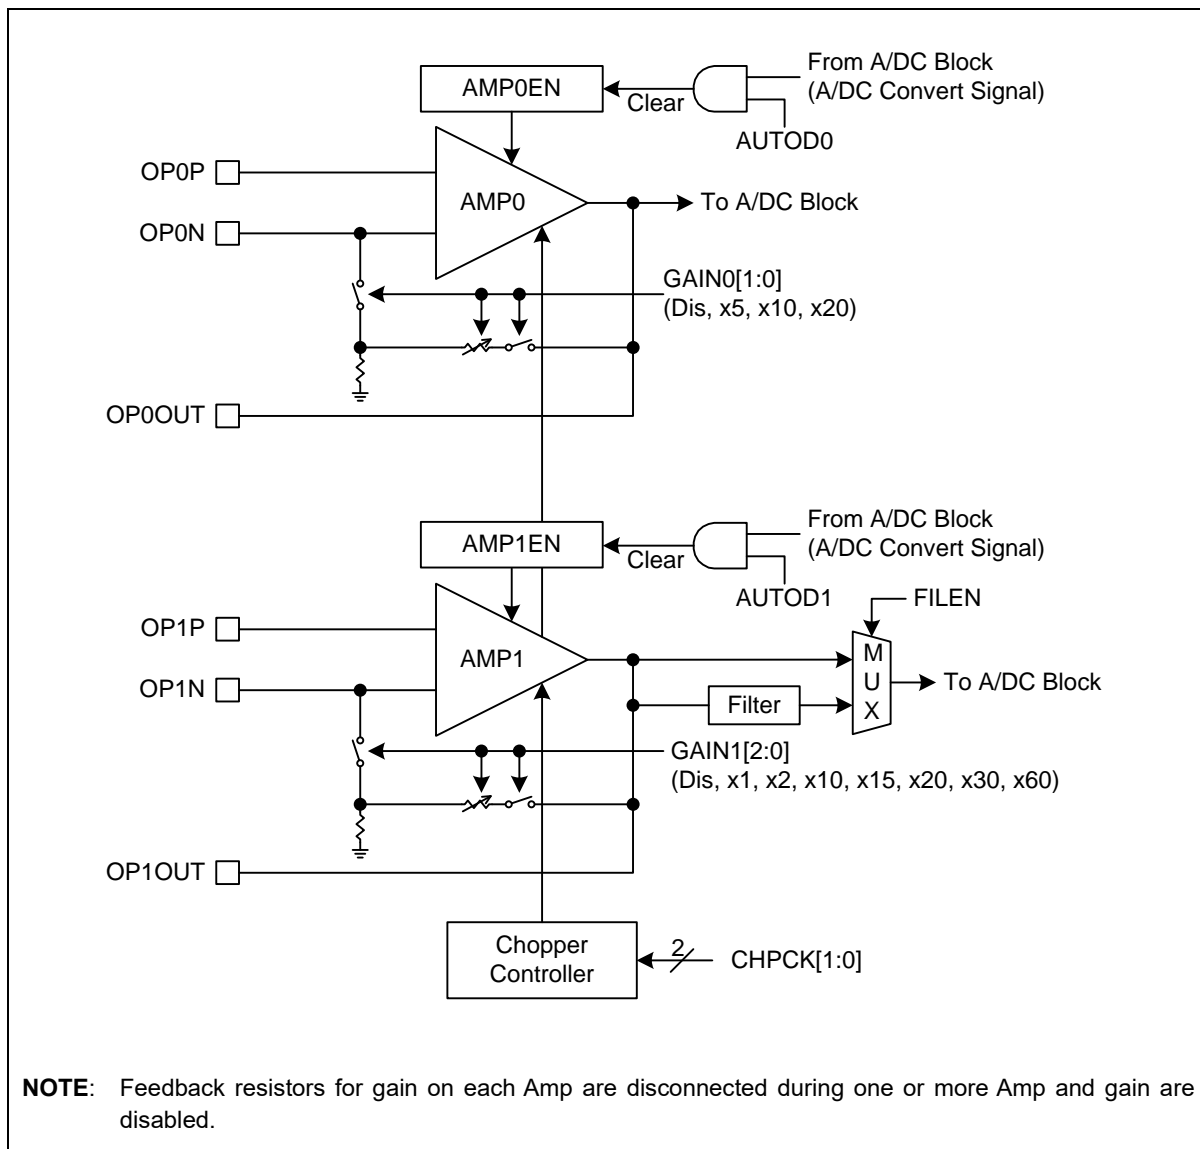 From A/DC Block
(A/DC Convert Signal)
AMP0EN
Clear
AUTOD0
OP0P
AMP0
To A/DC Block
OP0N
GAIN0[1:0]
(Dis, x5, x10, x20)
OP0OUT
From A/DC Block
(A/DC Convert Signal)
AMP1EN
Clear
AUTOD1
FILEN
OP1P
AMP1
M
U
X
To A/DC Block
OP1N
Filter
GAIN1[2:0]
(Dis, x1, x2, x10, x15, x20, x30, x60)
OP1OUT
Chopper
Controller
2
CHPCK[1:0]
NOTE: Feedback resistors for gain on each Amp are disconnected during one or more Amp and gain are
disabled.